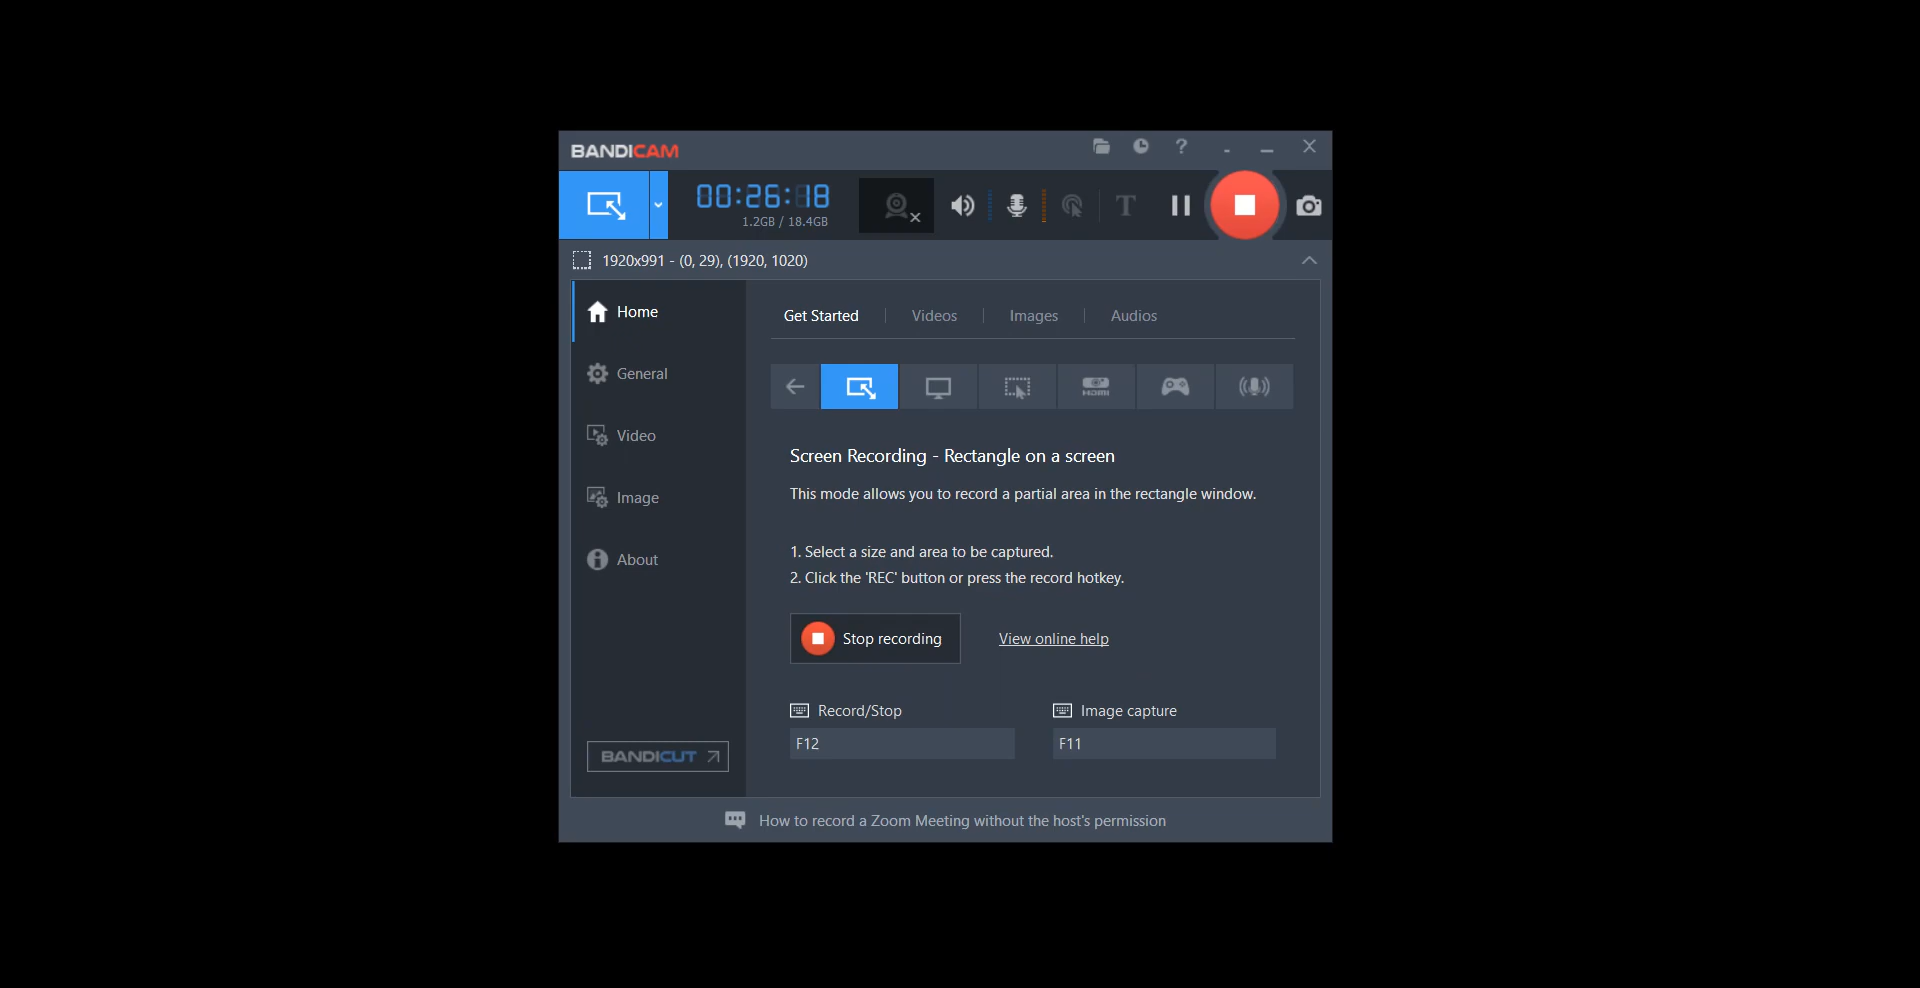 BANDICAM
00:26:18
1.2GB / 18.4GB
T
1920x991 - (0, 29), (1920, 1020)
Home
General
Video
Image
About
BANDICUT
Get Started
Videos
Images
Audios
HDMI
Screen Recording - Rectangle on a screen
This mode allows you to record a partial area in the rectangle window.
1. Select a size and area to be captured.
2. Click the 'REC' button or press the record hotkey.
Stop recording
View online help
Record/Stop
Image capture
F12
F11
How to record a Zoom Meeting without the host's permission